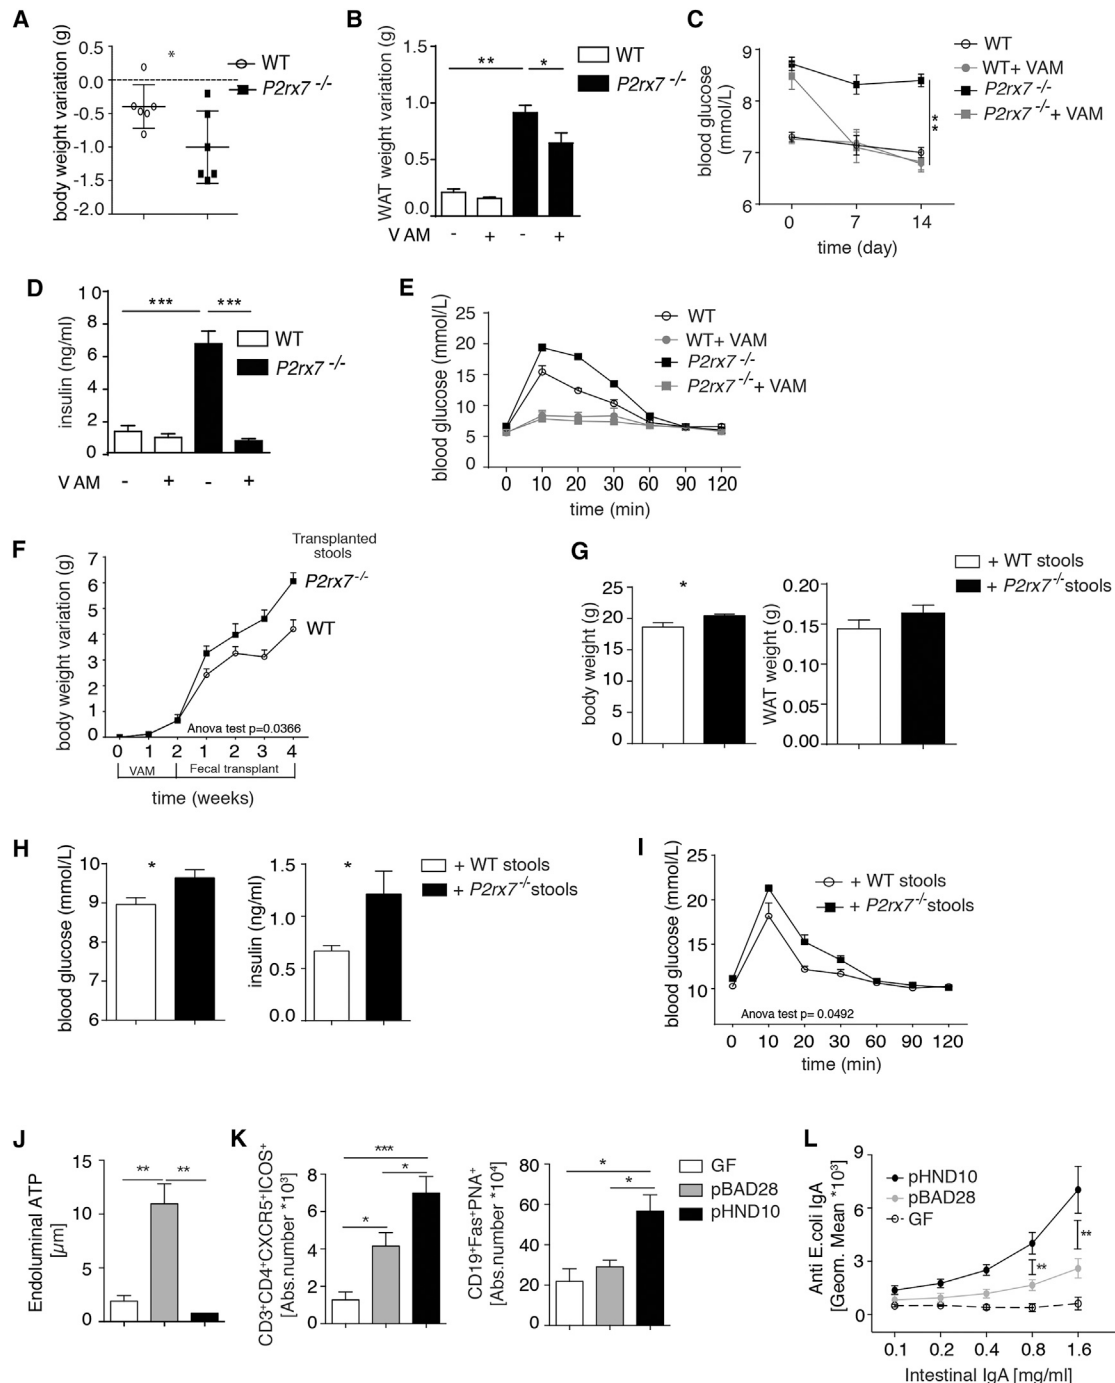 A
body weight variation (g)
0.5
0.0
-0.5
-1.0
-1.5
-2.0
*
WT
P2rx7 -/-
B
WAT weight variation (g)
1.5
1.0
0.5
0.0
**
*
WT
P2rx7 -/-
V AM - + - +
C
blood glucose
(mmol/L)
9
8
7
6
**
0 7 14
time (day)
WT
WT+ VAM
P2rx7 -/-
P2rx7 -/- + VAM
D
insulin (ng/ml)
10
8
6
4
2
0
*** ***
WT
P2rx7 -/-
V AM - + - +
E
blood glucose (mmol/L)
25
20
15
10
5
0
0 10 20 30 60 90 120
time (min)
WT
WT+ VAM
P2rx7 -/-
P2rx7 -/- + VAM
F
body weight variation (g)
7
6
5
4
3
2
1
0
Transplanted
stools
P2rx7 -/-
WT
Anova test p=0.0366
0 1 2 1 2 3 4
VAM Fecal transplant
time (weeks)
G
body weight (g)
25
20
15
10
5
0
*
WAT weight (g)
0.20
0.15
0.10
0.05
0.00
+ WT stools
+ P2rx7 -/- stools
H
blood glucose (mmol/L)
10
9
8
7
6
*
insulin (ng/ml)
1.5
1.0
0.5
0.0
*
+ WT stools
+ P2rx7 -/- stools
I
blood glucose (mmol/L)
25
20
15
10
+ WT stools
+ P2rx7 -/- stools
Anova test p= 0.0492
0 10 20 30 60 90 120
time (min)
J
Endoluminal ATP
[µm]
15
10
5
0
** **
K
CD3+CD4+CXCR5+ICOS+
[Abs.number *10³]
8
6
4
2
0
***
*
*
CD19+Fas+PNA+
[Abs.number *10⁴]
80
60
40
20
0
*
*
GF
pBAD28
pHND10
L
Anti E.coli IgA
[Geom. Mean *10³]
9
6
3
0
pHND10
pBAD28
GF
**
**
0.1 0.2 0.4 0.8 1.6
Intestinal IgA [mg/ml]